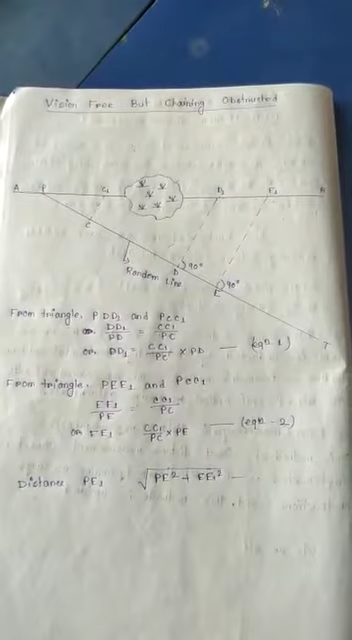 Vision Free But Chaining Obstructed
A P C1 D1 E1 B
C
Random Line
D 90°
E 90°
T
From triangle, PDD1 and PCC1
or DD1/PD = CC1/PC
or DD1 = CC1/PC × PD — (eqn 1)
From triangle, PEE1 and PCC1
EE1/PE = CC1/PC
or EE1 = CC1/PC × PE — (eqn - 2)
Distance PE1 = √PE² + EE1² —